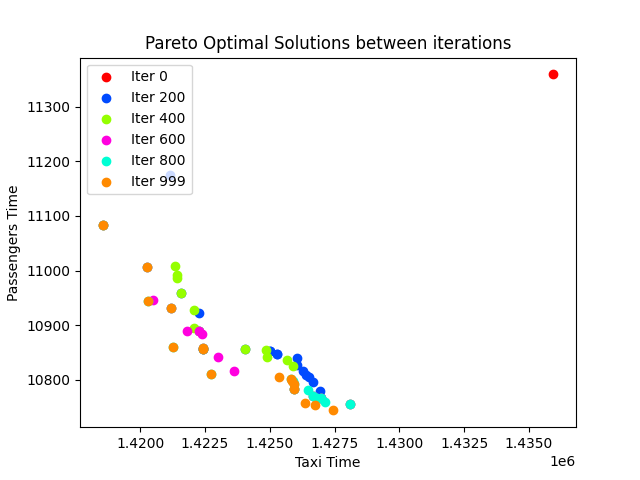 Pareto Optimal Solutions between iterations
Passengers Time
11300
11200
11100
11000
10900
10800
Iter 0
Iter 200
Iter 400
Iter 600
Iter 800
Iter 999
1.4200 1.4225 1.4250 1.4275 1.4300 1.4325 1.4350
Taxi Time
1e6